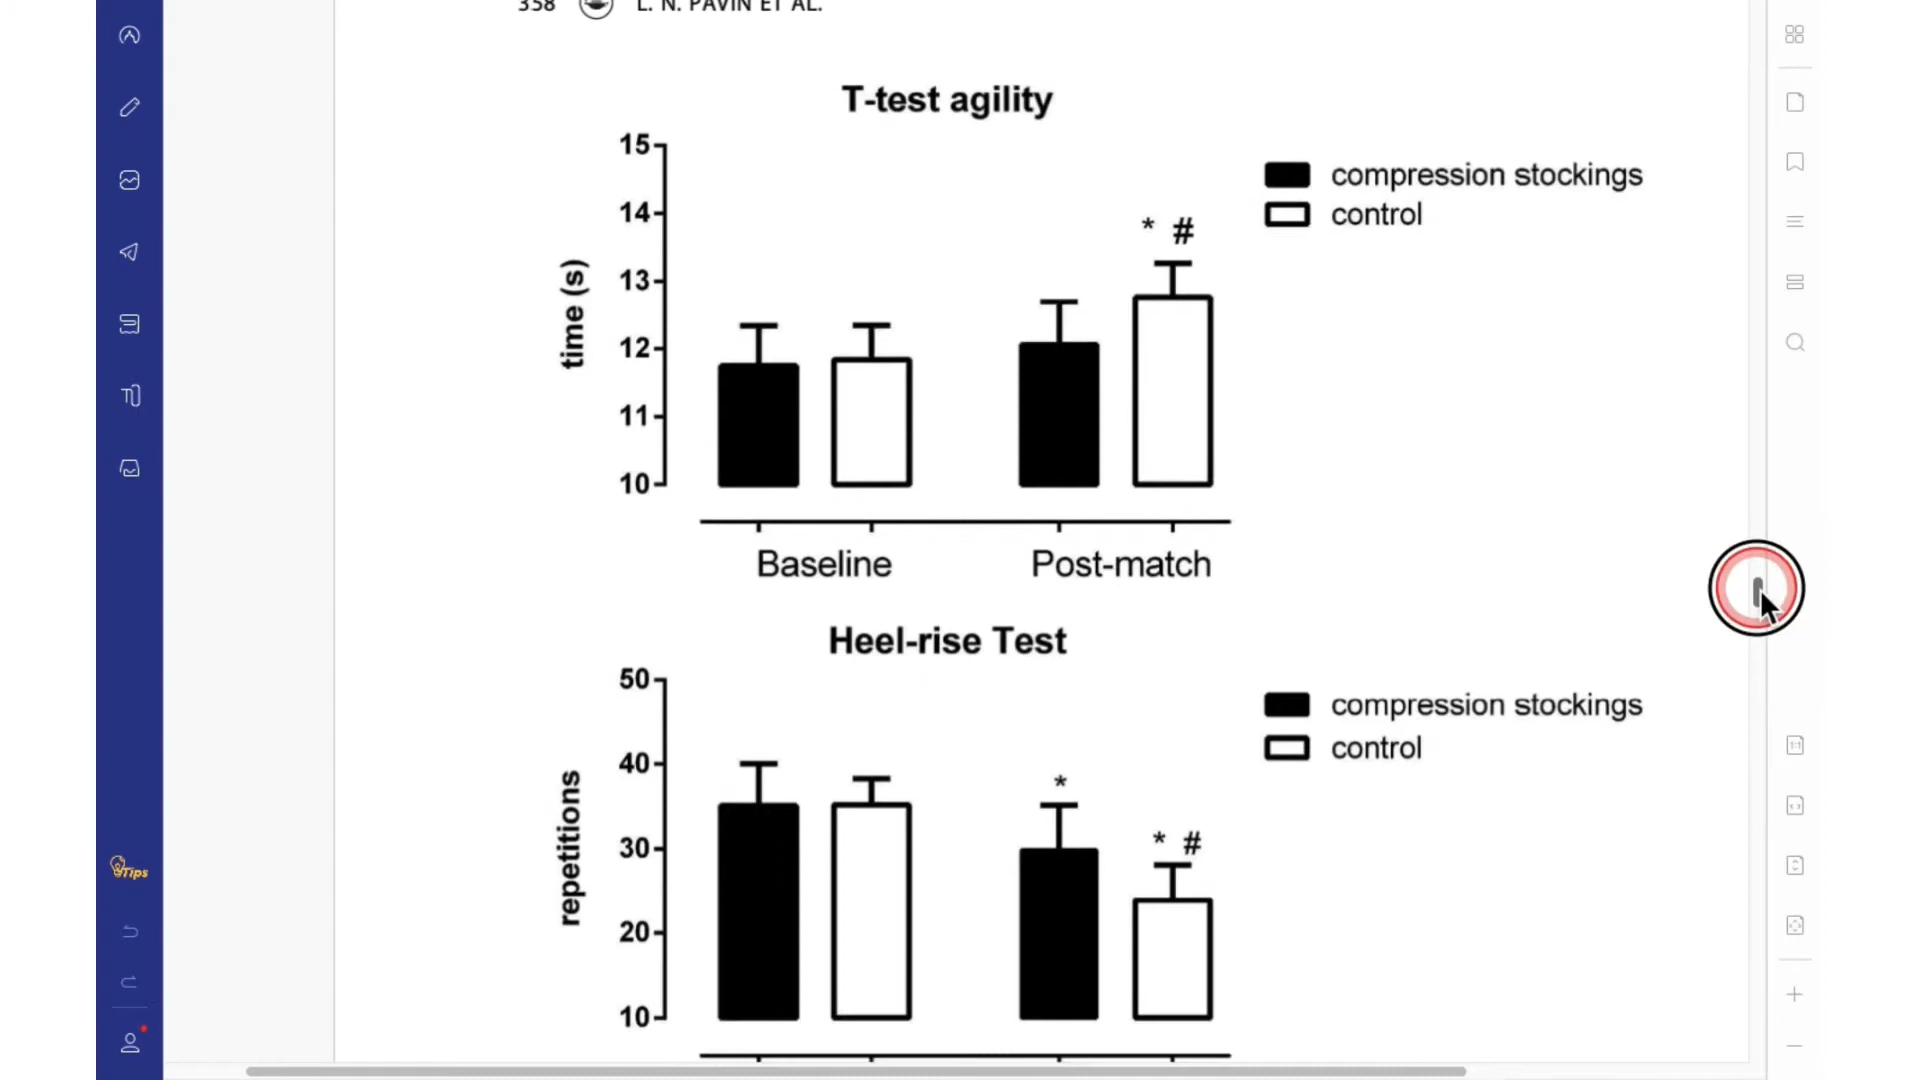 358 L. N. PAVIN ET AL.
T-test agility
15
14
13
12
11
10
time (s)
* #
compression stockings
control
Baseline Post-match
Heel-rise Test
50
40
30
20
10
repetitions
*
* #
compression stockings
control
Tips